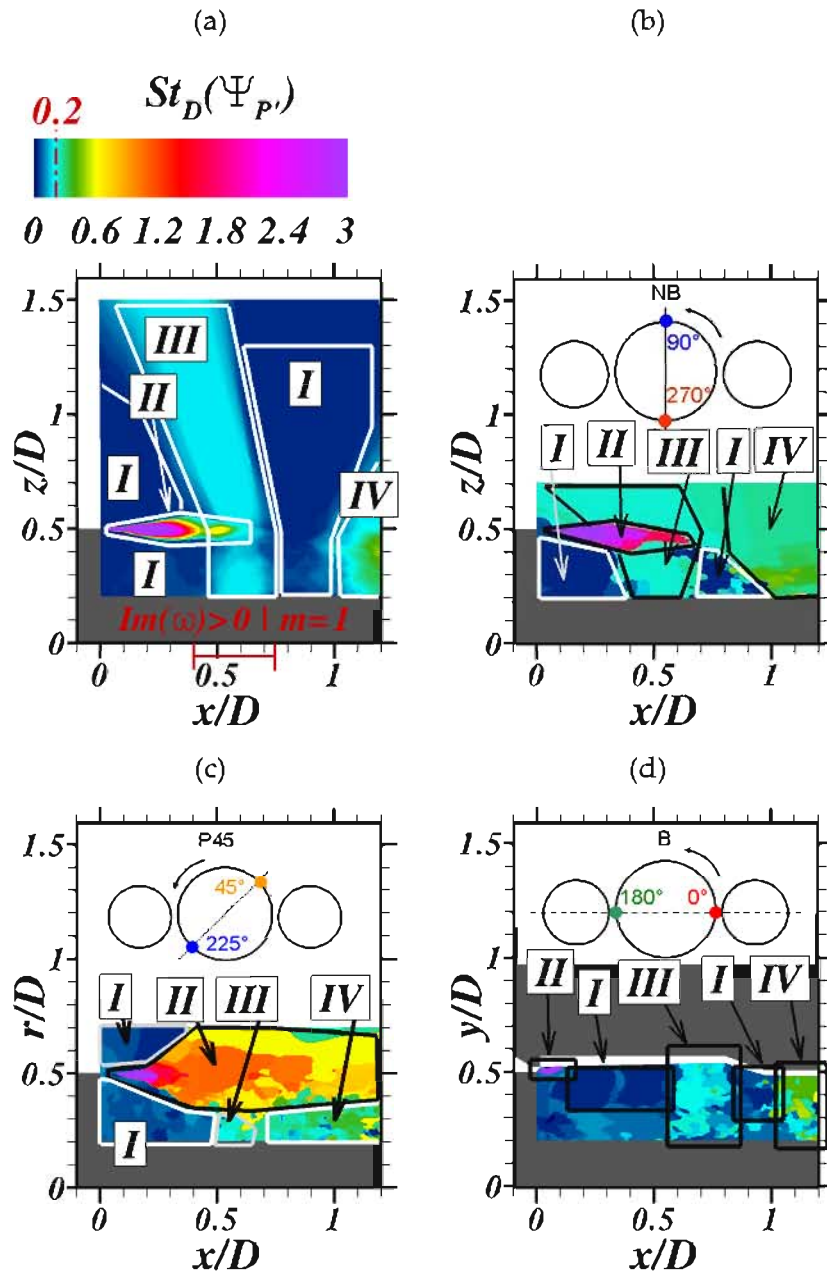 (a)
(b)
St_D(Ψ_P')
0.2
0 0.6 1.2 1.8 2.4 3
1.5
1
0.5
0
z/D
III
II
I
I
IV
I
Im(ω)>0 | m=1
0 0.5 1
x/D
1.5
1
0.5
0
z/D
NB
90°
270°
I
II
III
I
IV
0 0.5 1
x/D
(c)
(d)
1.5
1
0.5
0
r/D
P45
45°
225°
I
II
III
IV
I
0 0.5 1
x/D
1.5
1
0.5
0
y/D
B
180°
0°
II
I
III
I
IV
0 0.5 1
x/D